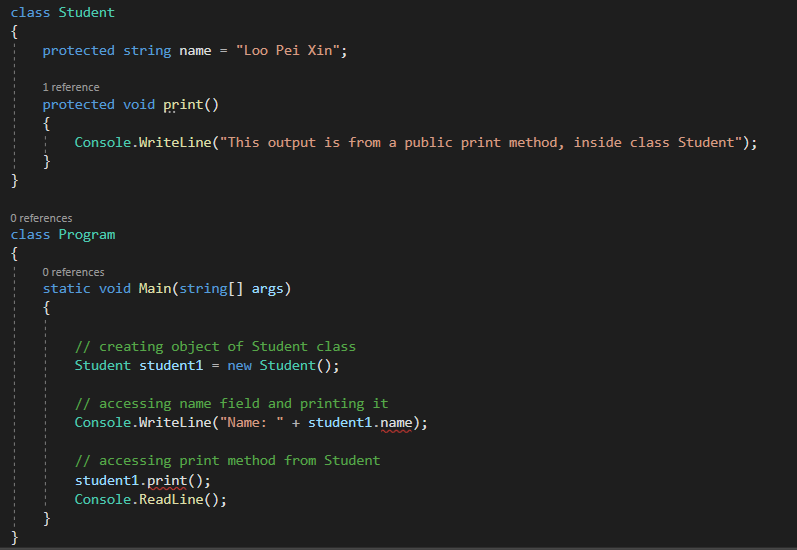 class Student
{
protected string name = "Loo Pei Xin";
1 reference
protected void print()
{
Console.WriteLine("This output is from a public print method, inside class Student");
}
}
0 references
class Program
{
0 references
static void Main(string[] args)
{
// creating object of Student class
Student student1 = new Student();
// accessing name field and printing it
Console.WriteLine("Name: " + student1.name);
// accessing print method from Student
student1.print();
Console.ReadLine();
}
}